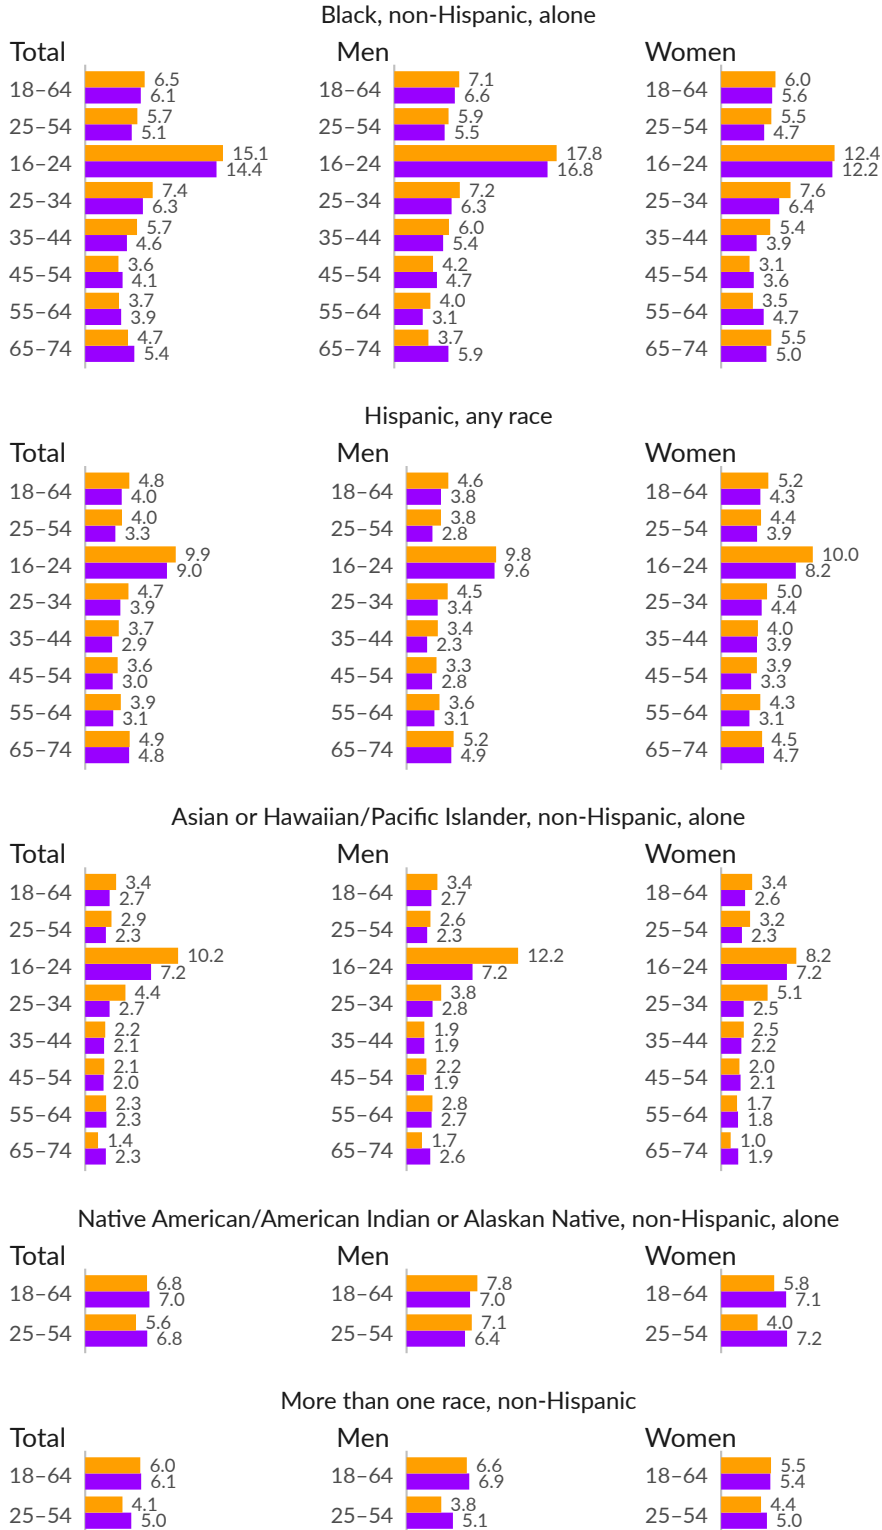 Black, non-Hispanic, alone
Total Men Women
18–64 6.5 18–64 7.1 18–64 6.0
6.1 6.6 5.6
25–54 5.7 25–54 5.9 25–54 5.5
5.1 5.5 4.7
16–24 15.1 16–24 17.8 16–24 12.4
14.4 16.8 12.2
25–34 7.4 25–34 7.2 25–34 7.6
6.3 6.3 6.4
35–44 5.7 35–44 6.0 35–44 5.4
4.6 5.4 3.9
45–54 3.6 45–54 4.2 45–54 3.1
4.1 4.7 3.6
55–64 3.7 55–64 4.0 55–64 3.5
3.9 3.1 4.7
65–74 4.7 65–74 3.7 65–74 5.5
5.4 5.9 5.0
Hispanic, any race
Total Men Women
18–64 4.8 18–64 4.6 18–64 5.2
4.0 3.8 4.3
25–54 4.0 25–54 3.8 25–54 4.4
3.3 2.8 3.9
16–24 9.9 16–24 9.8 16–24 10.0
9.0 9.6 8.2
25–34 4.7 25–34 4.5 25–34 5.0
3.9 3.4 4.4
35–44 3.7 35–44 3.4 35–44 4.0
2.9 2.3 3.9
45–54 3.6 45–54 3.3 45–54 3.9
3.0 2.8 3.3
55–64 3.9 55–64 3.6 55–64 4.3
3.1 3.1 3.1
65–74 4.9 65–74 5.2 65–74 4.5
4.8 4.9 4.7
Asian or Hawaiian/Pacific Islander, non-Hispanic, alone
Total Men Women
18–64 3.4 18–64 3.4 18–64 3.4
2.7 2.7 2.6
25–54 2.9 25–54 2.6 25–54 3.2
2.3 2.3 2.3
16–24 10.2 16–24 12.2 16–24 8.2
7.2 7.2 7.2
25–34 4.4 25–34 3.8 25–34 5.1
2.7 2.8 2.5
35–44 2.2 35–44 1.9 35–44 2.5
2.1 1.9 2.2
45–54 2.1 45–54 2.2 45–54 2.0
2.0 1.9 2.1
55–64 2.3 55–64 2.8 55–64 1.7
2.3 2.7 1.8
65–74 1.4 65–74 1.7 65–74 1.0
2.3 2.6 1.9
Native American/American Indian or Alaskan Native, non-Hispanic, alone
Total Men Women
18–64 6.8 18–64 7.8 18–64 5.8
7.0 7.0 7.1
25–54 5.6 25–54 7.1 25–54 4.0
6.8 6.4 7.2
More than one race, non-Hispanic
Total Men Women
18–64 6.0 18–64 6.6 18–64 5.5
6.1 6.9 5.4
25–54 4.1 25–54 3.8 25–54 4.4
5.0 5.1 5.0